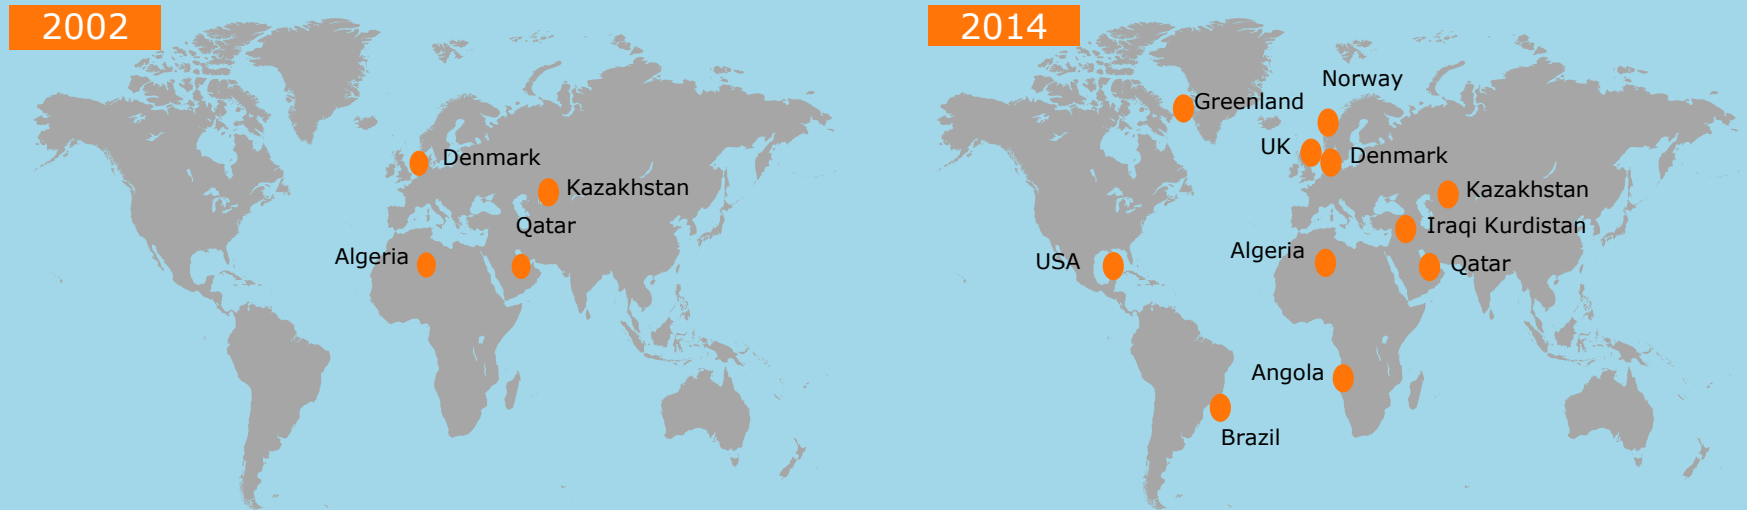 2002
Denmark
Kazakhstan
Qatar
Algeria
2014
Norway
Greenland
UK
Denmark
Kazakhstan
Iraqi Kurdistan
Algeria
Qatar
USA
Angola
Brazil